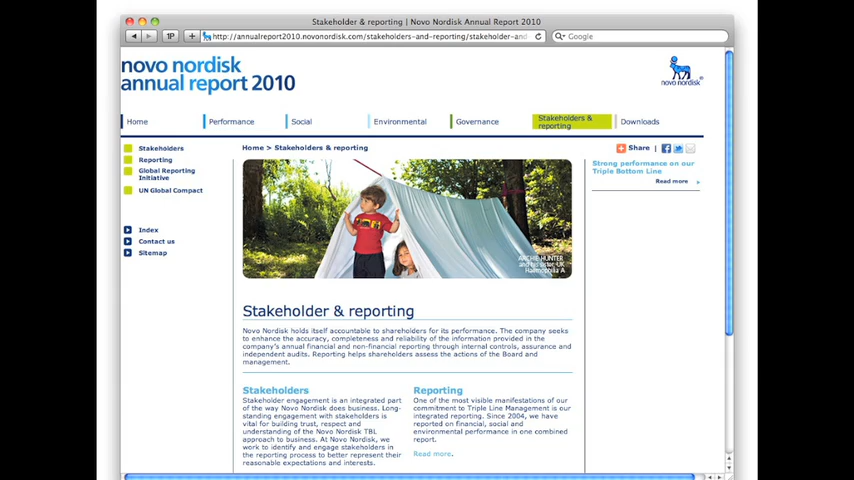 Stakeholder & reporting | Novo Nordisk Annual Report 2010
1P
http://annualreport2010.novonordisk.com/stakeholders-and-reporting/stakeholder-and-
Google
novo nordisk
annual report 2010
novo nordisk
Home
Performance
Social
Environmental
Governance
Stakeholders &
reporting
Downloads
Stakeholders
Reporting
Global Reporting
Initiative
UN Global Compact
Index
Contact us
Sitemap
Home > Stakeholders & reporting
Share
Strong performance on our
Triple Bottom Line
Read more
ARCHIE HUNTER
and his sister UK
Haemophilia A
Stakeholder & reporting
Novo Nordisk holds itself accountable to shareholders for its performance. The company seeks
to enhance the accuracy, completeness and reliability of the information provided in the
company's annual financial and non-financial reporting through internal controls, assurance and
independent audits. Reporting helps shareholders assess the actions of the Board and
management.
Stakeholders
Stakeholder engagement is an integrated part
of the way Novo Nordisk does business. Long-
standing engagement with stakeholders is
vital for building trust, respect and
understanding of the Novo Nordisk TBL
approach to business. At Novo Nordisk, we
work to identify and engage stakeholders in
the reporting process to better represent their
reasonable expectations and interests.
Reporting
One of the most visible manifestations of our
commitment to Triple Line Management is our
integrated reporting. Since 2004, we have
reported on financial, social and
environmental performance in one combined
report.
Read more.